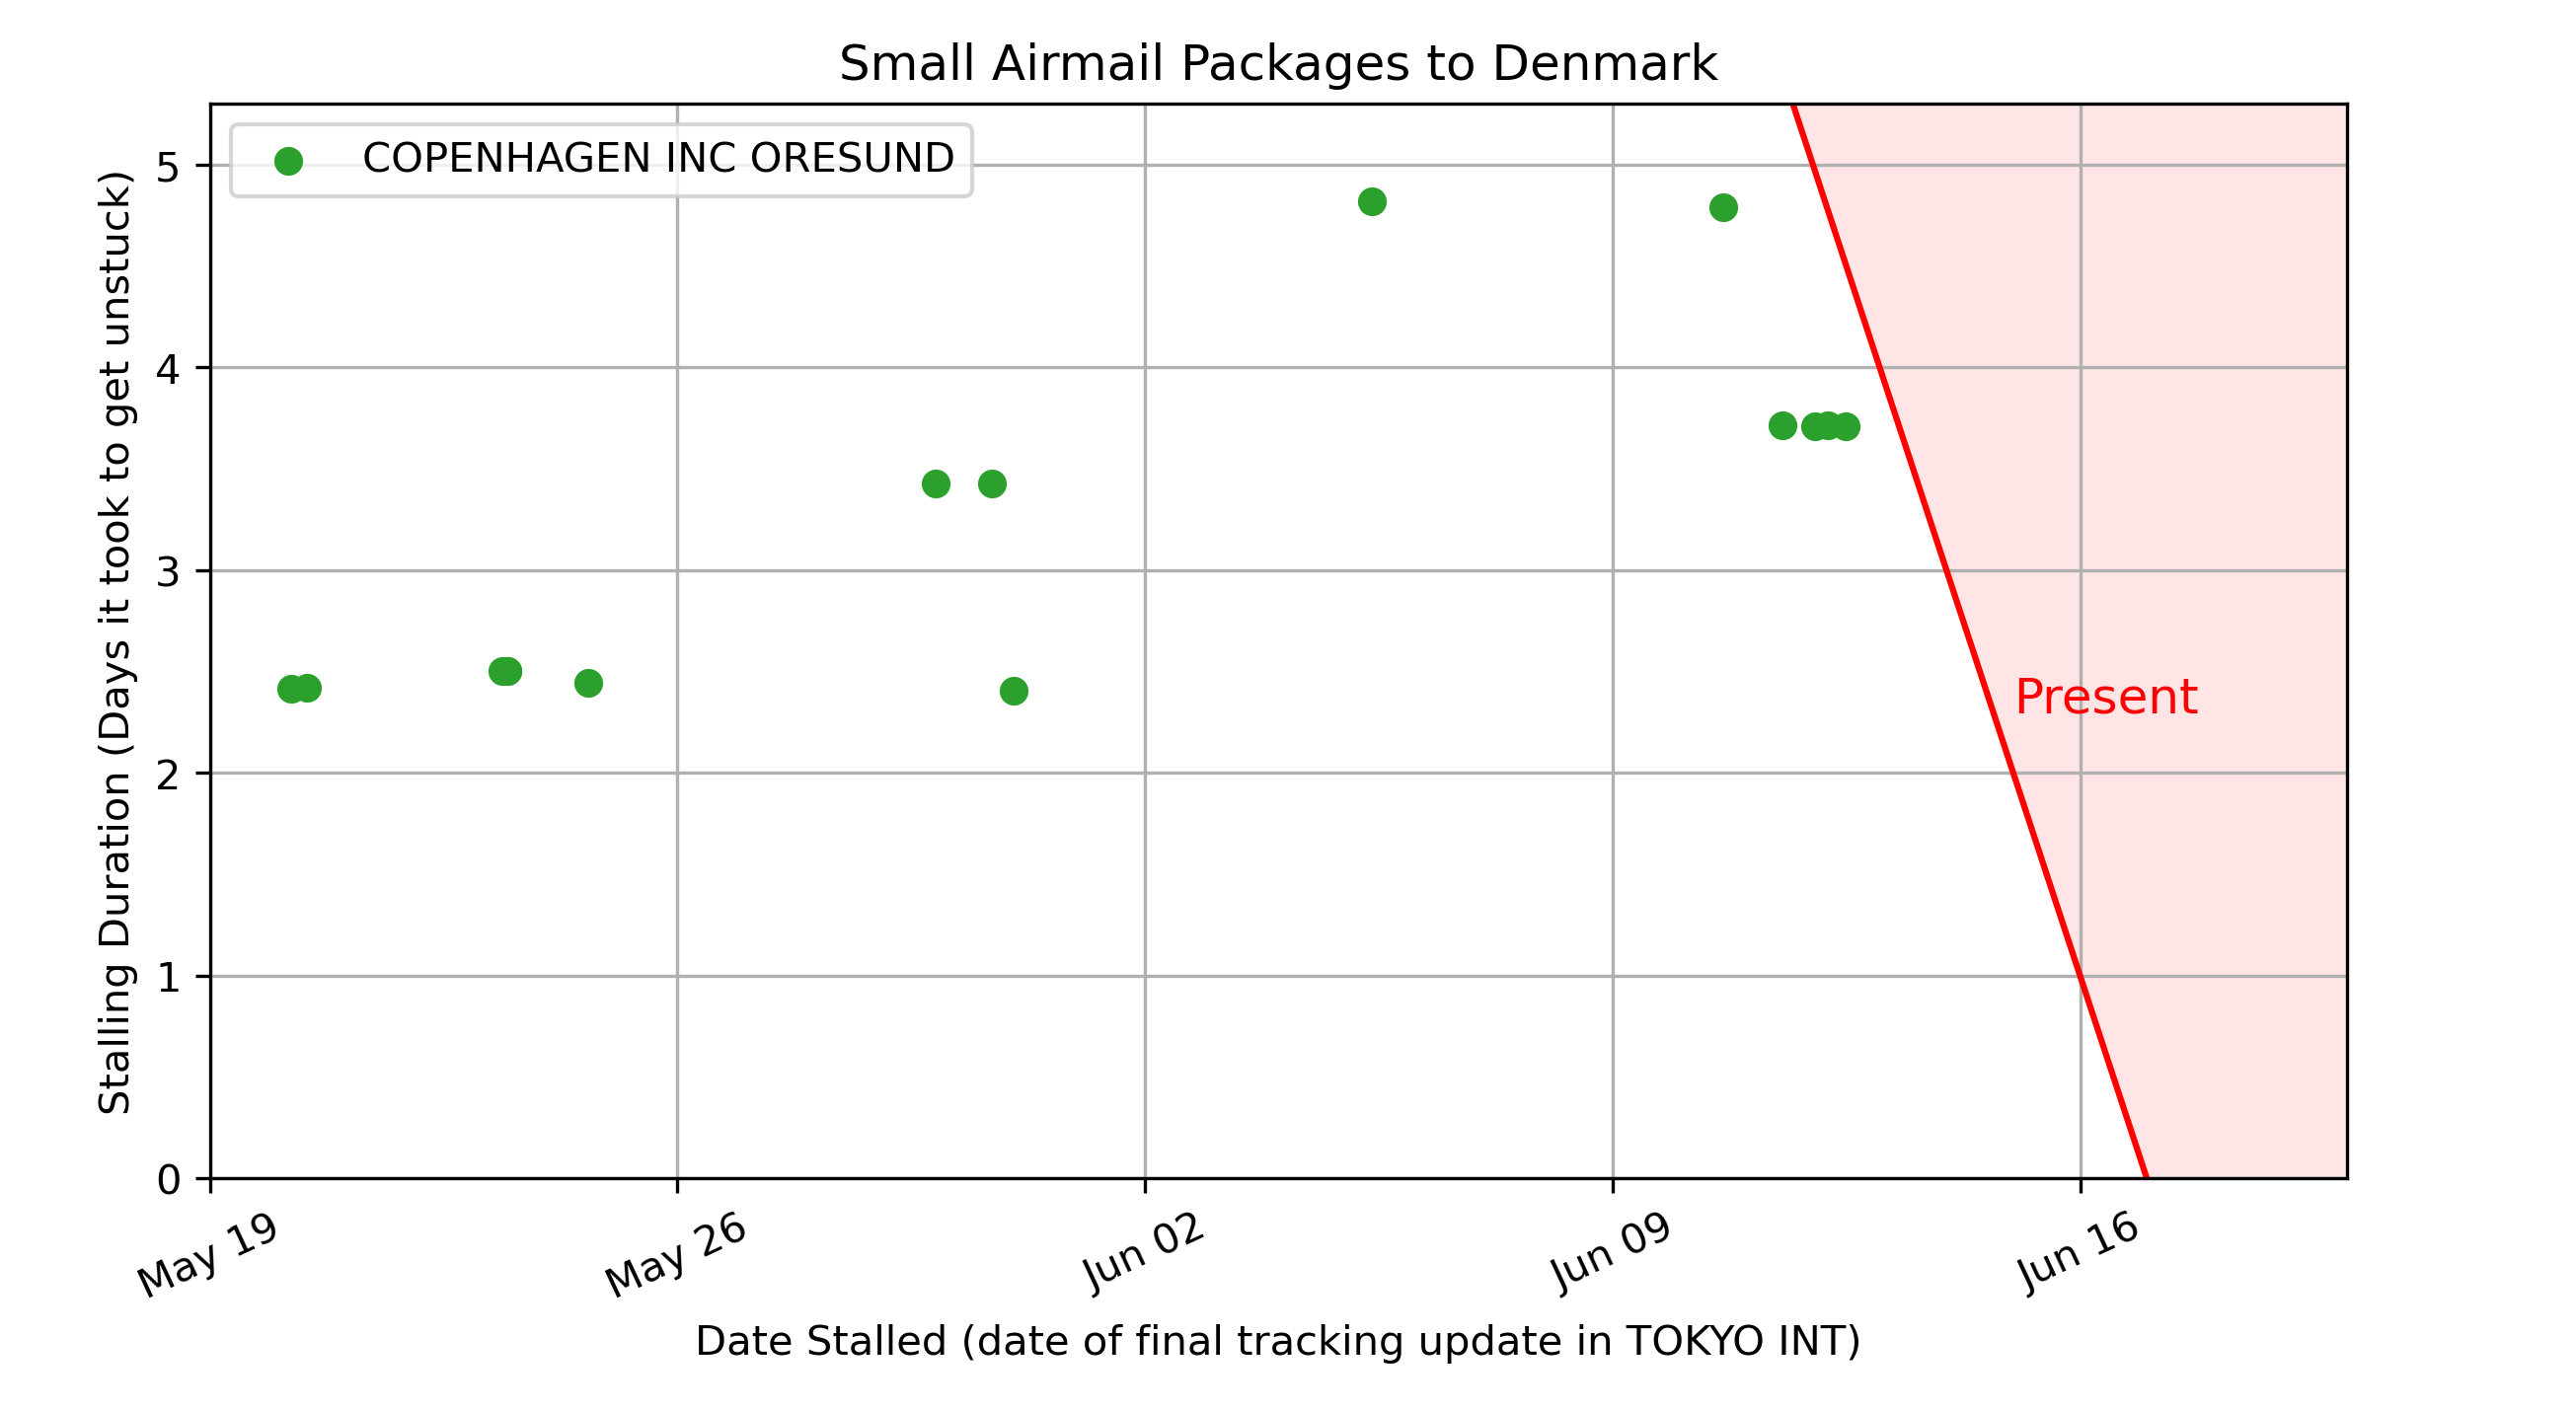 Small Airmail Packages to Denmark
COPENHAGEN INC ORESUND
Stalling Duration (Days it took to get unstuck)
5
4
3
2
1
0
Present
May 19
May 26
Jun 02
Jun 09
Jun 16
Date Stalled (date of final tracking update in TOKYO INT)